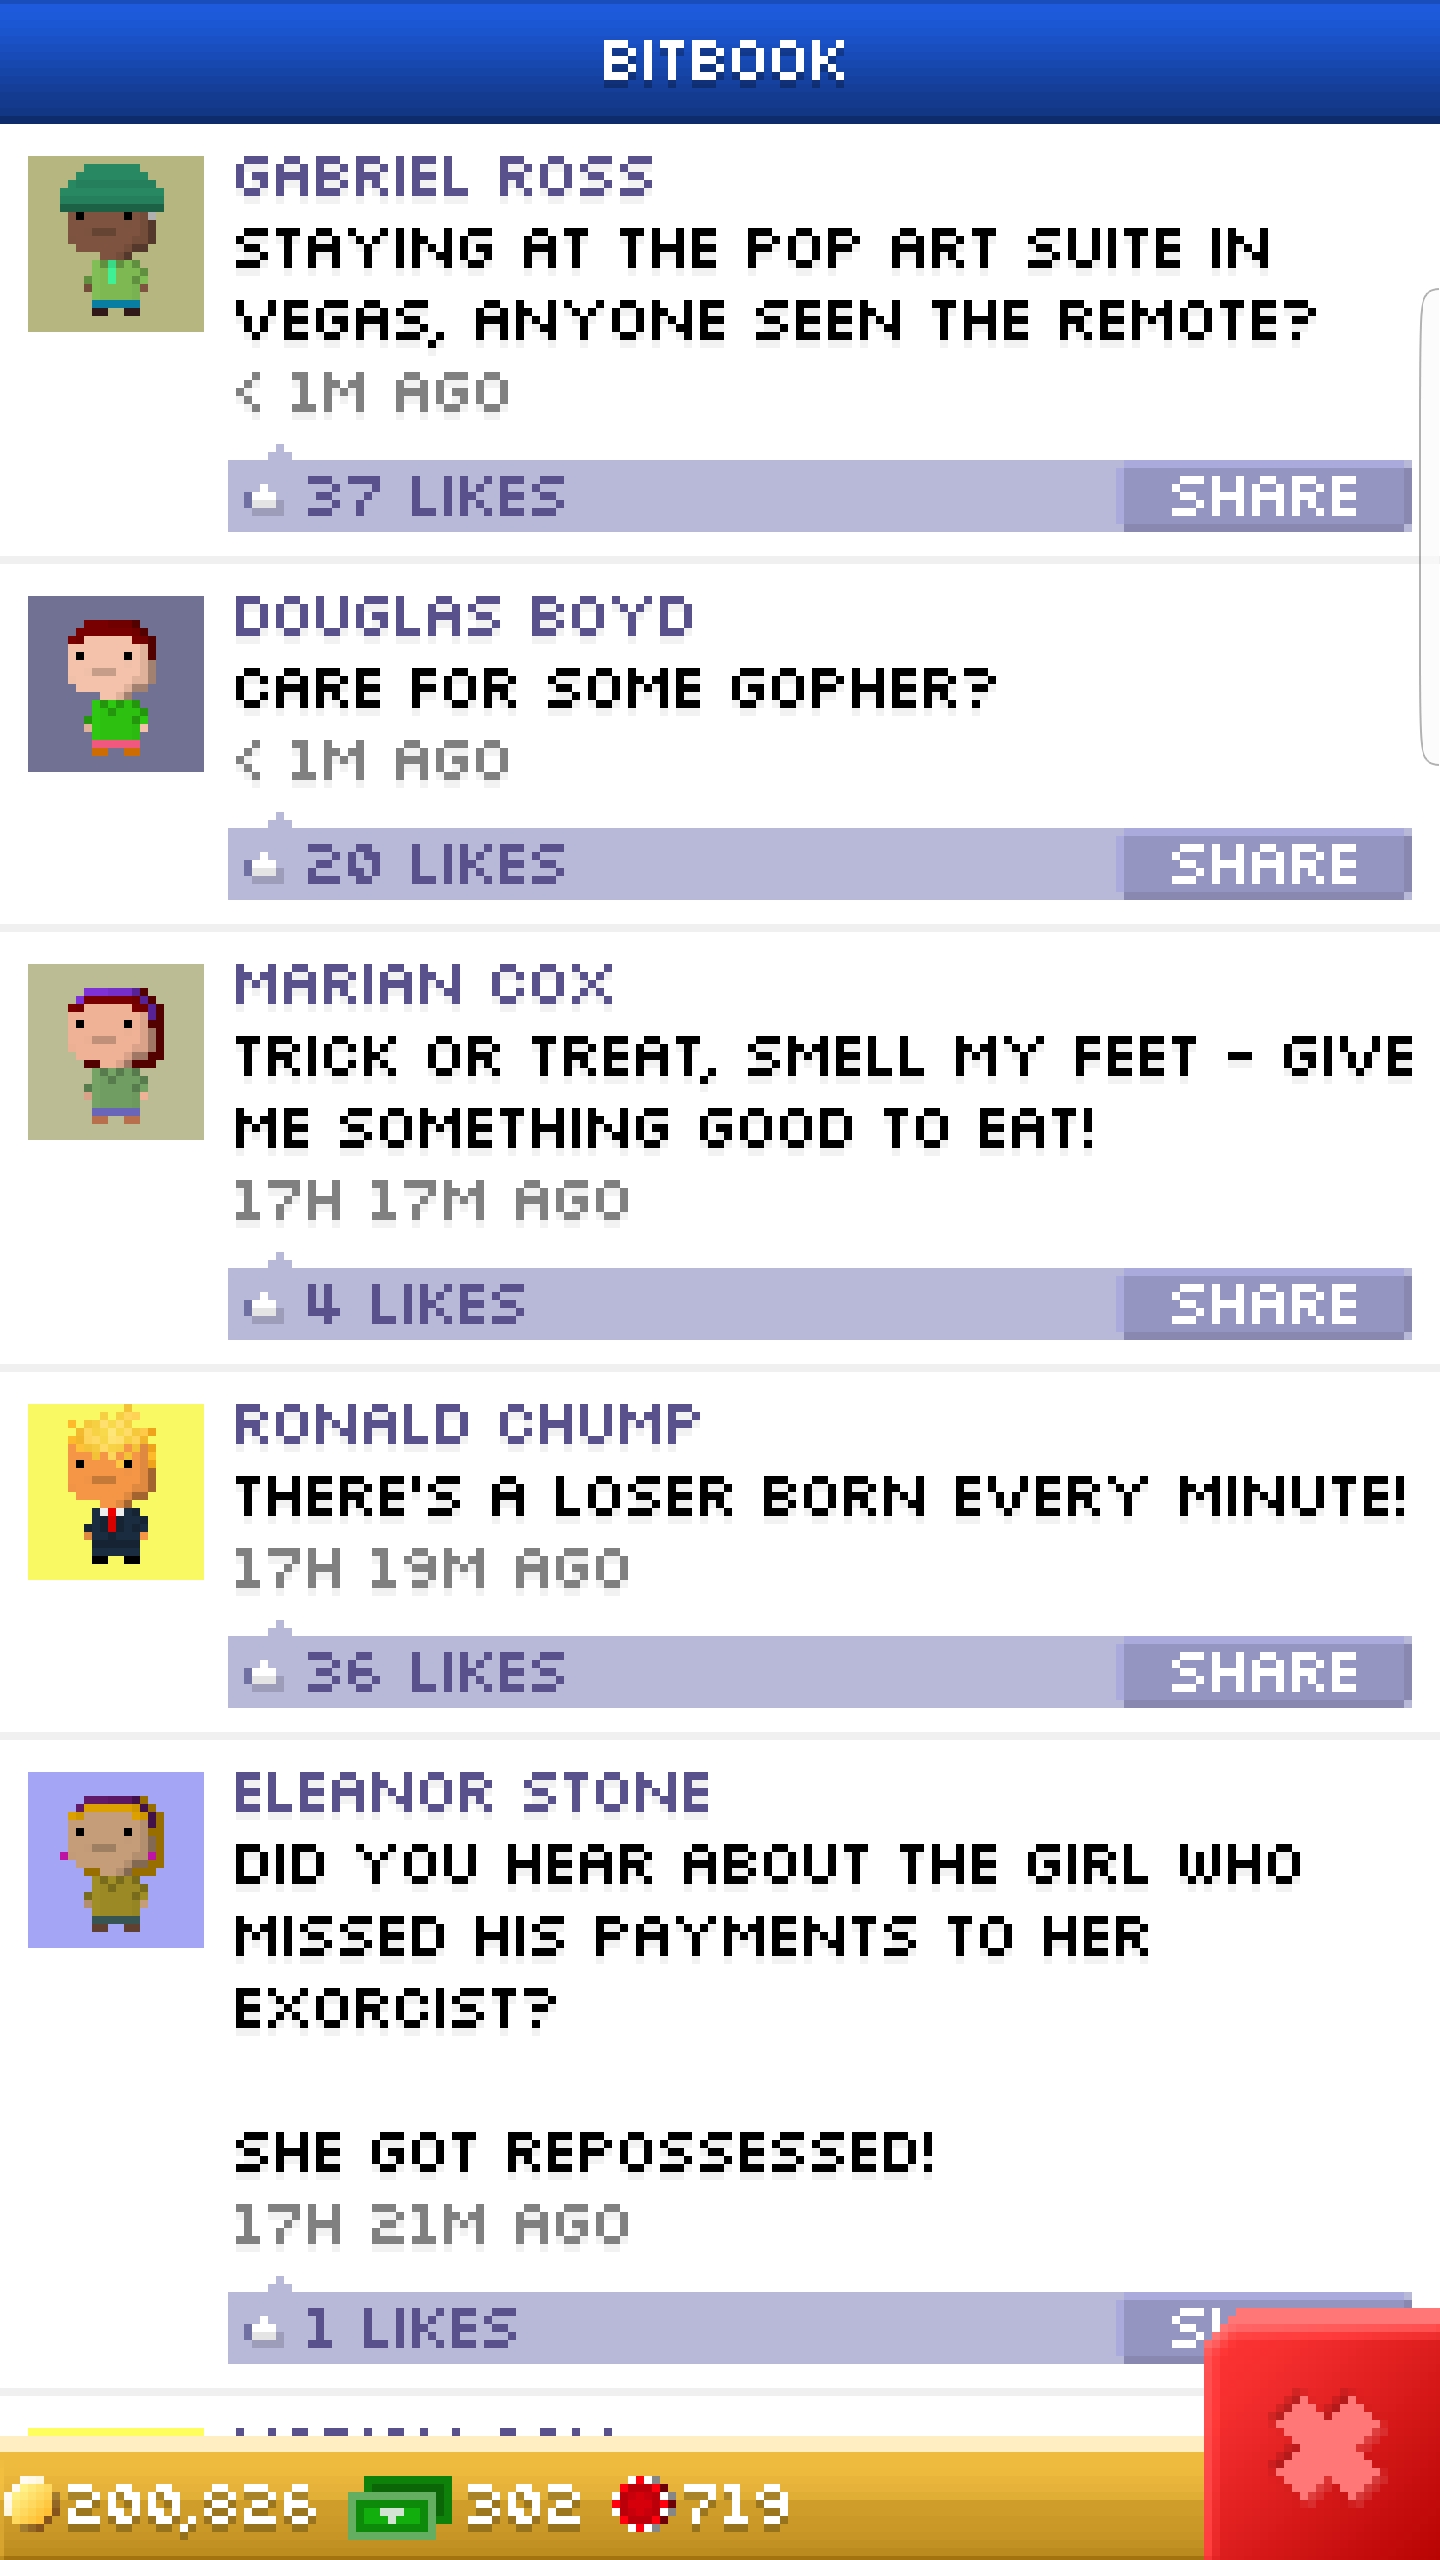 BITBOOK
GABRIEL ROSS
STAYING AT THE POP ART SUITE IN
VEGAS, ANYONE SEEN THE REMOTE?
< 1M AGO
37 LIKES
SHARE
DOUGLAS BOYD
CARE FOR SOME GOPHER?
< 1M AGO
20 LIKES
SHARE
MARIAN COX
TRICK OR TREAT, SMELL MY FEET - GIVE
ME SOMETHING GOOD TO EAT!
17H 17M AGO
4 LIKES
SHARE
RONALD CHUMP
THERE'S A LOSER BORN EVERY MINUTE!
17H 19M AGO
36 LIKES
SHARE
ELEANOR STONE
DID YOU HEAR ABOUT THE GIRL WHO
MISSED HIS PAYMENTS TO HER
EXORCIST?
SHE GOT REPOSSESSED!
17H 21M AGO
1 LIKES
200,826 302 719